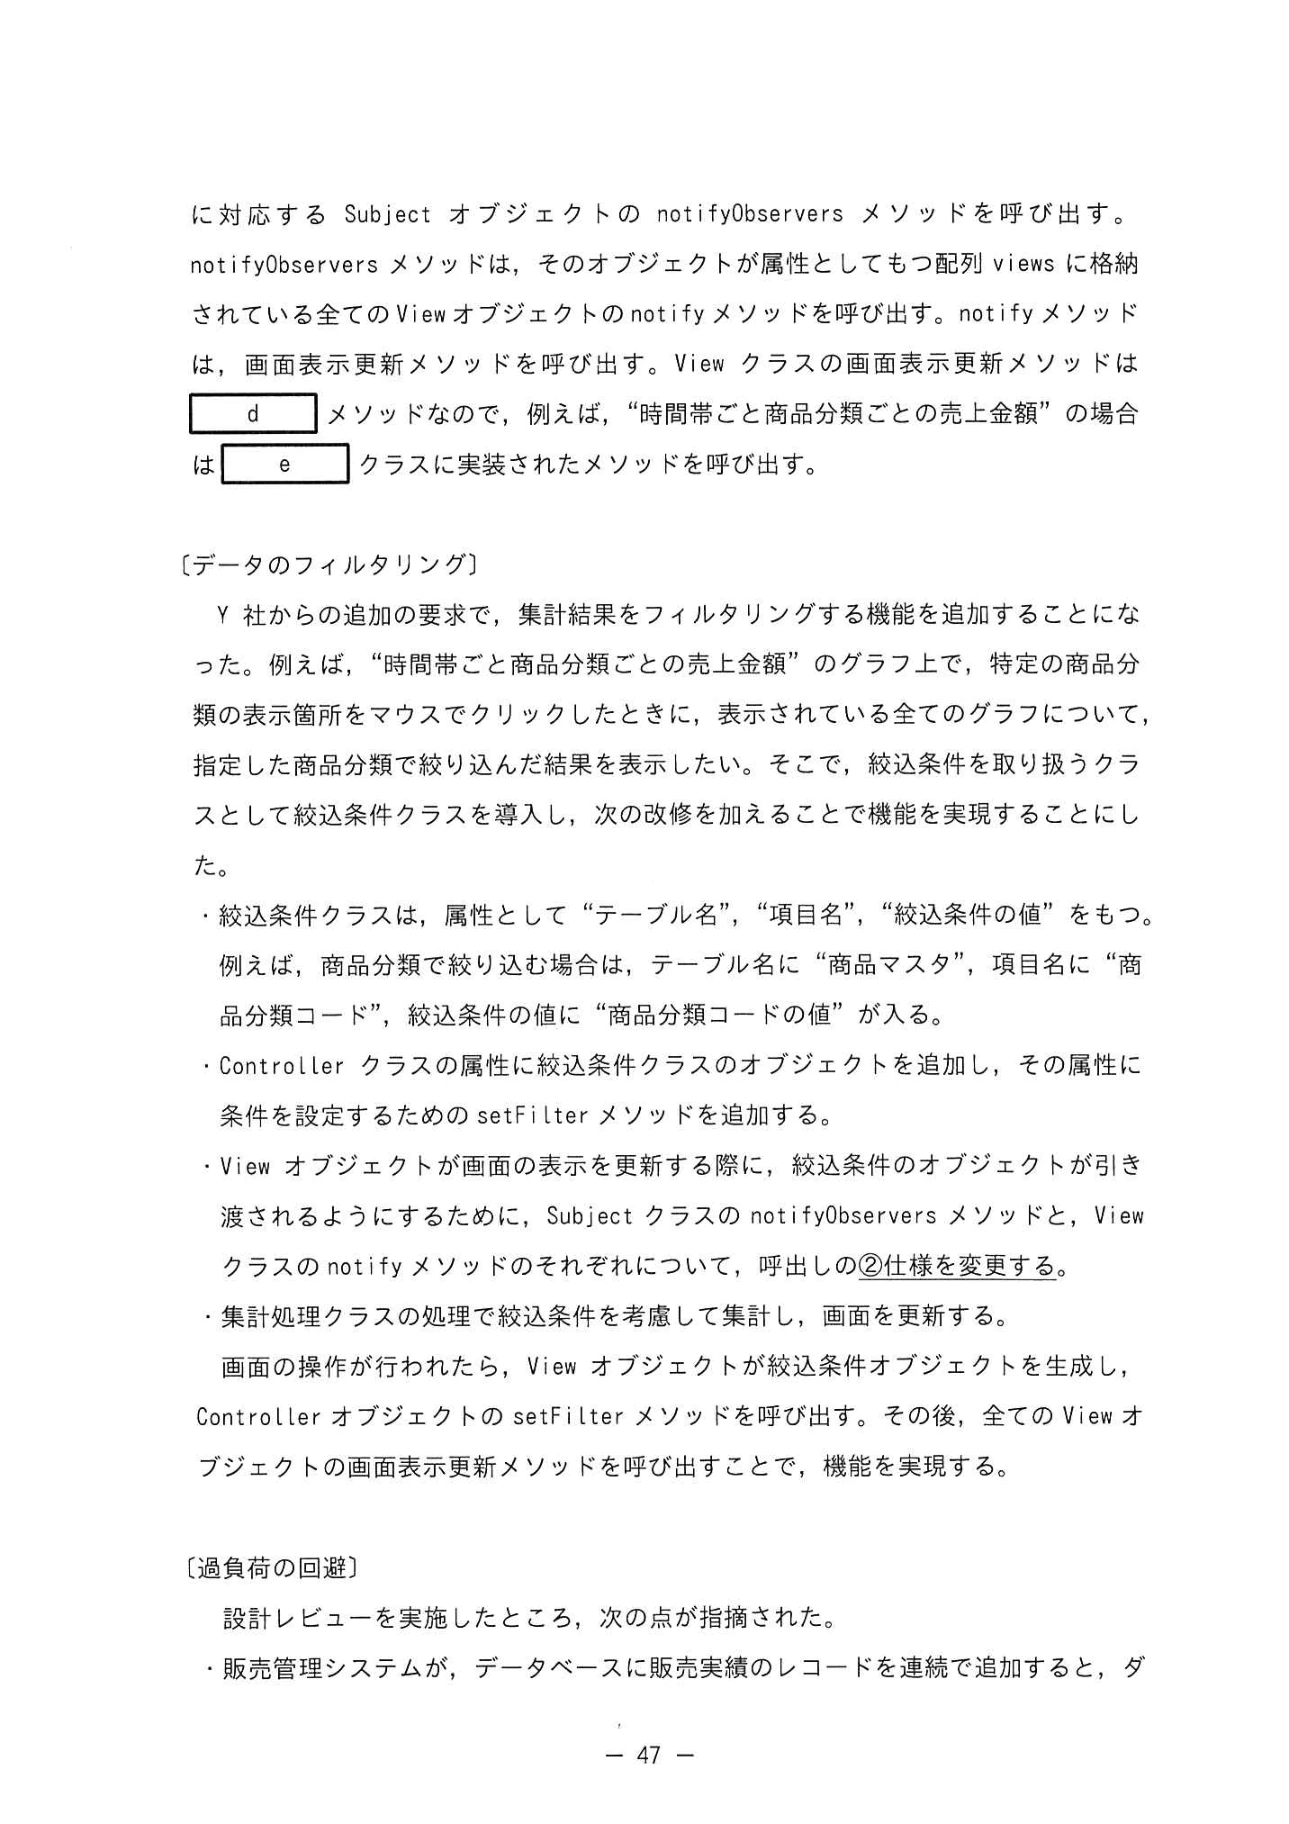 に対応する Subject オブジェクトの notifyObservers メソッドを呼び出す。
notifyObservers メソッドは，そのオブジェクトが属性としてもつ配列 views に格納
されている全ての View オブジェクトの notify メソッドを呼び出す。notify メソッド
は，画面表示更新メソッドを呼び出す。View クラスの画面表示更新メソッドは
d メソッドなので，例えば，“時間帯ごと商品分類ごとの売上金額”の場合
は e クラスに実装されたメソッドを呼び出す。
〔データのフィルタリング〕
Y 社からの追加の要求で，集計結果をフィルタリングする機能を追加することにな
った。例えば，“時間帯ごと商品分類ごとの売上金額”のグラフ上で，特定の商品分
類の表示箇所をマウスでクリックしたときに，表示されている全てのグラフについて，
指定した商品分類で絞り込んだ結果を表示したい。そこで，絞込条件を取り扱うクラ
スとして絞込条件クラスを導入し，次の改修を加えることで機能を実現することにし
た。
・絞込条件クラスは，属性として“テーブル名”，“項目名”，“絞込条件の値”をもつ。
例えば，商品分類で絞り込む場合は，テーブル名に“商品マスタ”，項目名に“商
品分類コード”，絞込条件の値に“商品分類コードの値”が入る。
・Controller クラスの属性に絞込条件クラスのオブジェクトを追加し，その属性に
条件を設定するための setFilter メソッドを追加する。
・View オブジェクトが画面の表示を更新する際に，絞込条件のオブジェクトが引き
渡されるようにするために，Subject クラスの notifyObservers メソッドと，View
クラスの notify メソッドのそれぞれについて，呼出しの②仕様を変更する。
・集計処理クラスの処理で絞込条件を考慮して集計し，画面を更新する。
画面の操作が行われたら，View オブジェクトが絞込条件オブジェクトを生成し，
Controller オブジェクトの setFilter メソッドを呼び出す。その後，全ての View オ
ブジェクトの画面表示更新メソッドを呼び出すことで，機能を実現する。
〔過負荷の回避〕
設計レビューを実施したところ，次の点が指摘された。
・販売管理システムが，データベースに販売実績のレコードを連続で追加すると，ダ
－ 47 －